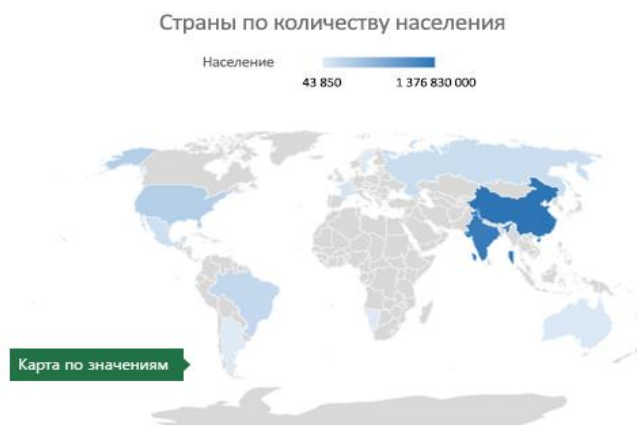 Страны по количеству населения
Население
43 850 1 376 830 000
Карта по значениям